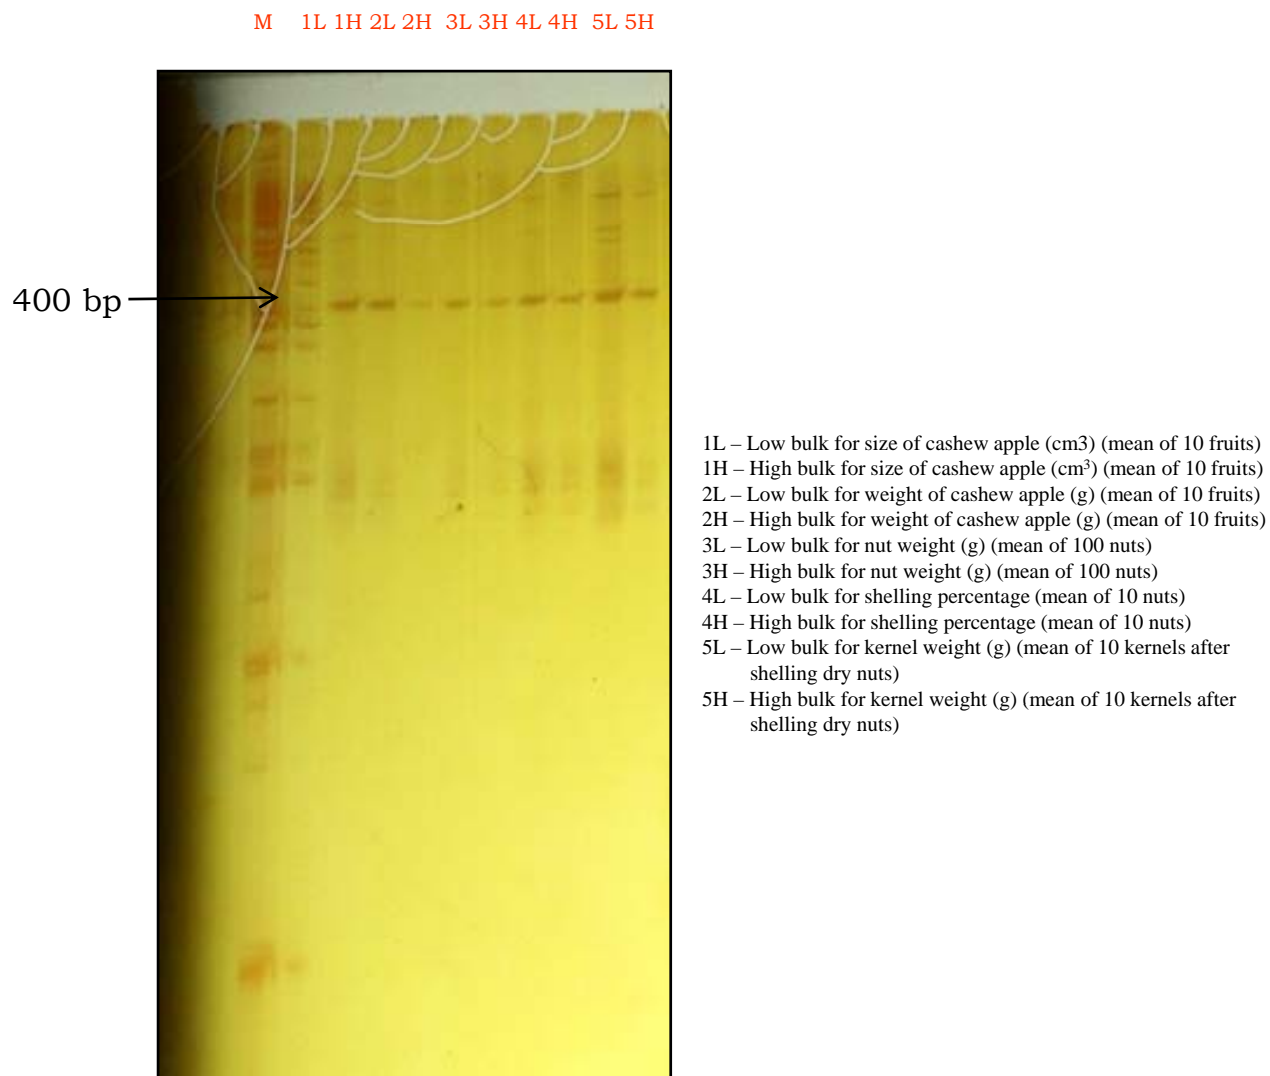 M 1L 1H 2L 2H 3L 3H 4L 4H 5L 5H
400 bp
1L – Low bulk for size of cashew apple (cm3) (mean of 10 fruits)
1H – High bulk for size of cashew apple (cm³) (mean of 10 fruits)
2L – Low bulk for weight of cashew apple (g) (mean of 10 fruits)
2H – High bulk for weight of cashew apple (g) (mean of 10 fruits)
3L – Low bulk for nut weight (g) (mean of 100 nuts)
3H – High bulk for nut weight (g) (mean of 100 nuts)
4L – Low bulk for shelling percentage (mean of 10 nuts)
4H – High bulk for shelling percentage (mean of 10 nuts)
5L – Low bulk for kernel weight (g) (mean of 10 kernels after
shelling dry nuts)
5H – High bulk for kernel weight (g) (mean of 10 kernels after
shelling dry nuts)